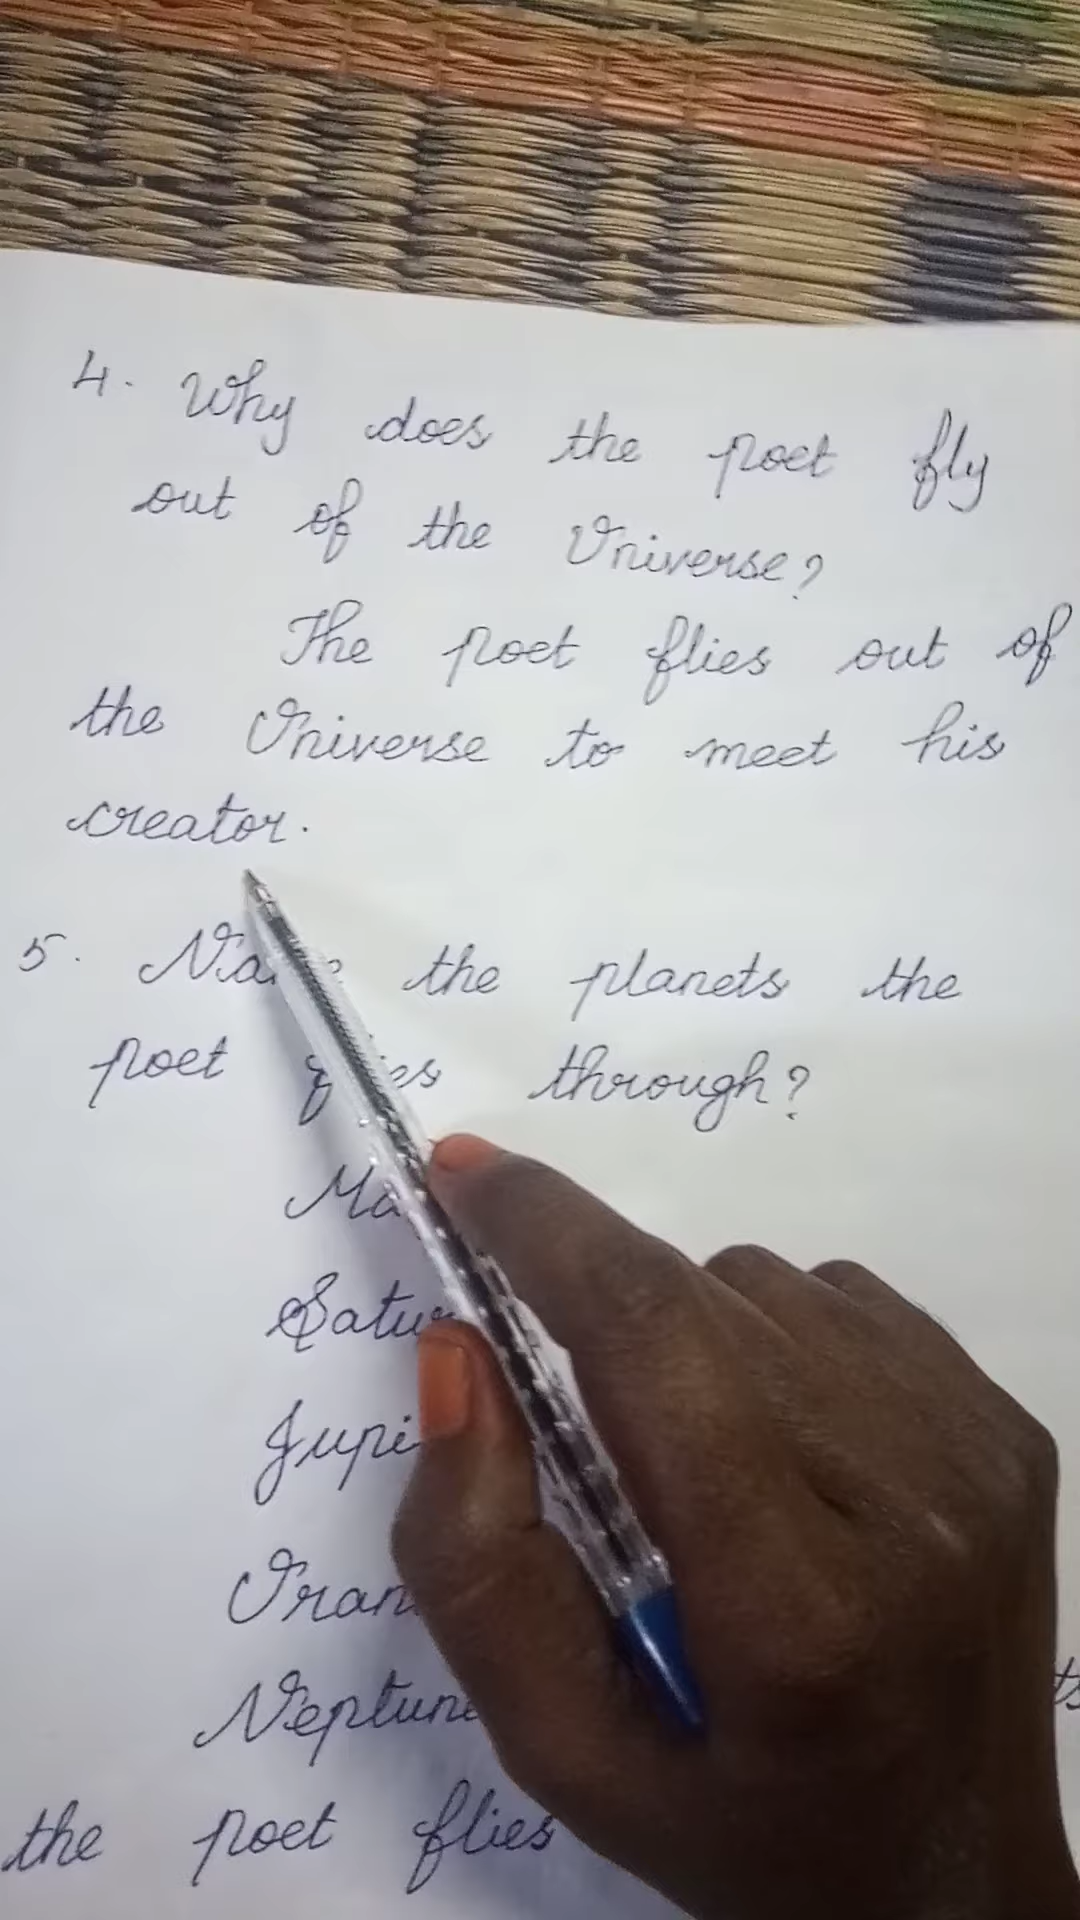 4. Why does the poet fly
out of the Universe?
The poet flies out of
the Universe to meet his
creator.
5. the planets the
poet through?
Neptune
the poet flies